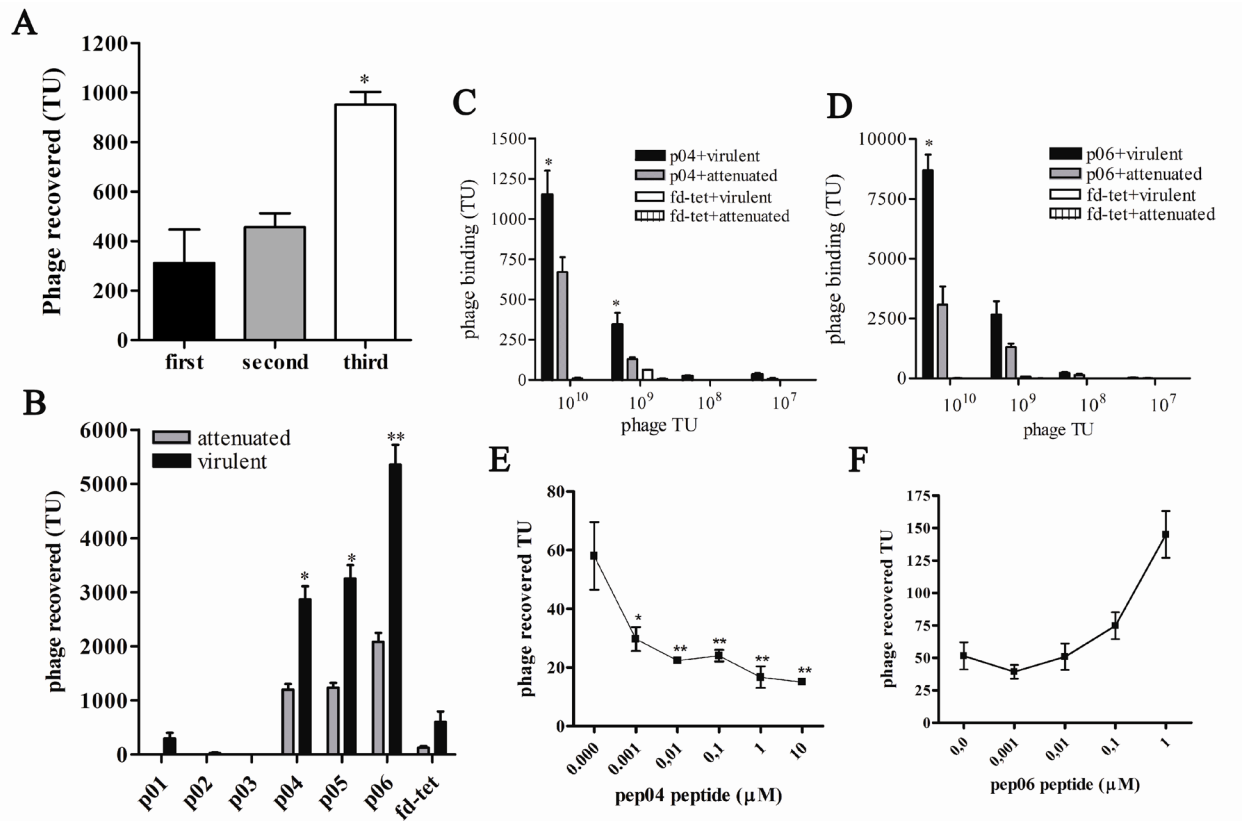 A
Phage recovered (TU)
1200
1000
800
600
400
200
0
*
first second third
B
phage recovered (TU)
6000
5000
4000
3000
2000
1000
0
attenuated
virulent
* * **
p01 p02 p03 p04 p05 p06 fd-tet
C
phage binding (TU)
1500
1250
1000
750
500
250
0
p04+virulent
p04+attenuated
fd-tet+virulent
fd-tet+attenuated
* *
10^10 10^9 10^8 10^7
phage TU
D
phage binding (TU)
10000
7500
5000
2500
0
p06+virulent
p06+attenuated
fd-tet+virulent
fd-tet+attenuated
*
10^10 10^9 10^8 10^7
phage TU
E
phage recovered TU
80
60
40
20
0
* ** ** ** **
0.000 0.001 0,01 0,1 1 10
pep04 peptide (µM)
F
phage recovered TU
175
150
125
100
75
50
25
0
0,0 0,001 0,01 0,1 1
pep06 peptide (µM)